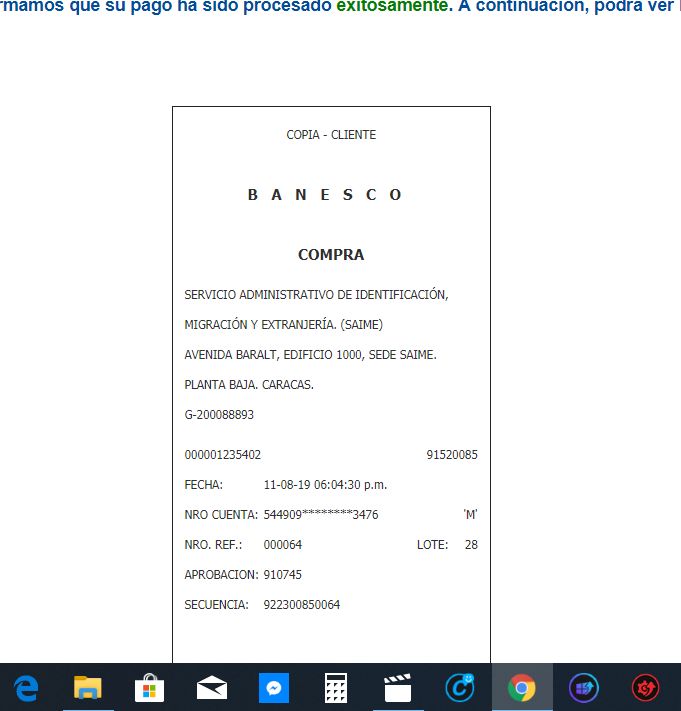 rmamos que su pago ha sido procesado exitosamente. A continuación, podrá ver
COPIA - CLIENTE
B A N E S C O
COMPRA
SERVICIO ADMINISTRATIVO DE IDENTIFICACIÓN,
MIGRACIÓN Y EXTRANJERÍA. (SAIME)
AVENIDA BARALT, EDIFICIO 1000, SEDE SAIME.
PLANTA BAJA. CARACAS.
G-200088893
000001235402 91520085
FECHA: 11-08-19 06:04:30 p.m.
NRO CUENTA: 544909********3476 'M'
NRO. REF.: 000064 LOTE: 28
APROBACION: 910745
SECUENCIA: 922300850064